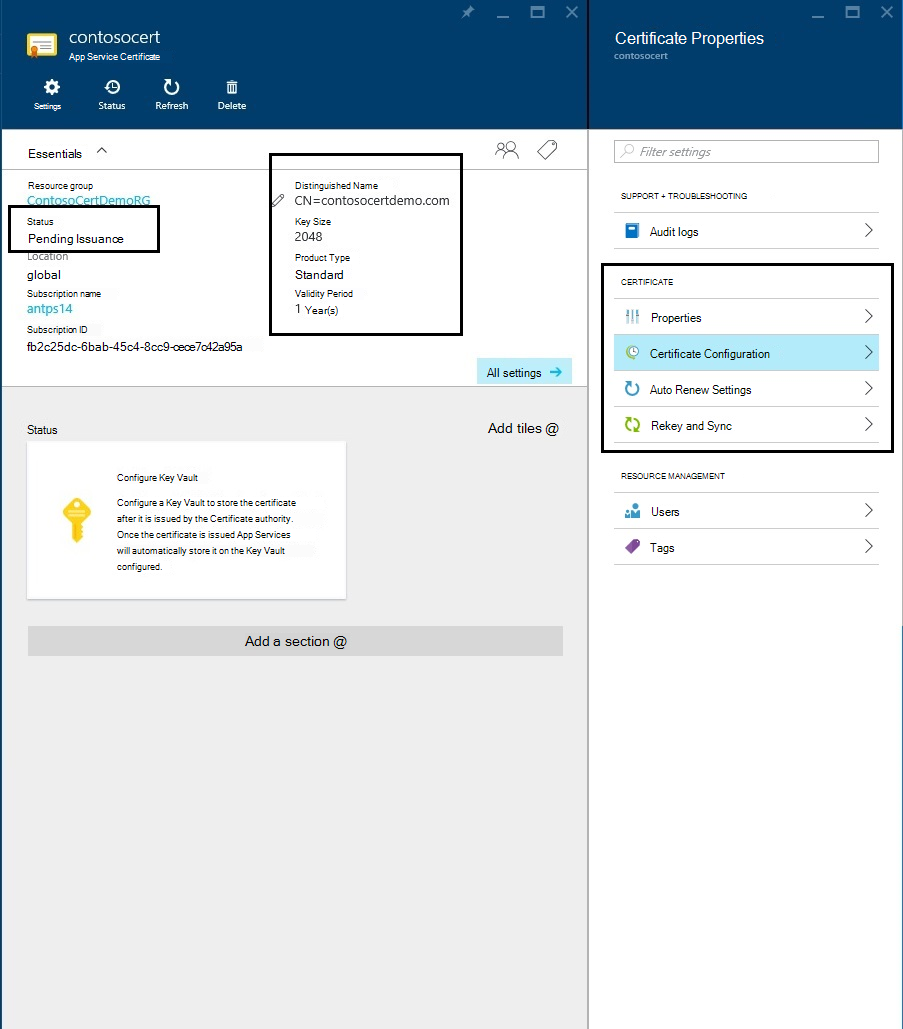 contosocert
App Service Certificate
Settings
Status
Refresh
Delete
Essentials
Resource group
ContosoCertDemoRG
Status
Pending Issuance
Location
global
Subscription name
antps14
Subscription ID
fb2c25dc-6bab-45c4-8cc9-cece7c42a95a
Distinguished Name
CN=contosocertdemo.com
Key Size
2048
Product Type
Standard
Validity Period
1 Year(s)
All settings
Status
Add tiles @
Configure Key Vault
Configure a Key Vault to store the certificate
after it is issued by the Certificate authority.
Once the certificate is issued App Services
will automatically store it on the Key Vault
configured.
Add a section @
Certificate Properties
contosocert
Filter settings
SUPPORT + TROUBLESHOOTING
Audit logs
CERTIFICATE
Properties
Certificate Configuration
Auto Renew Settings
Rekey and Sync
RESOURCE MANAGEMENT
Users
Tags